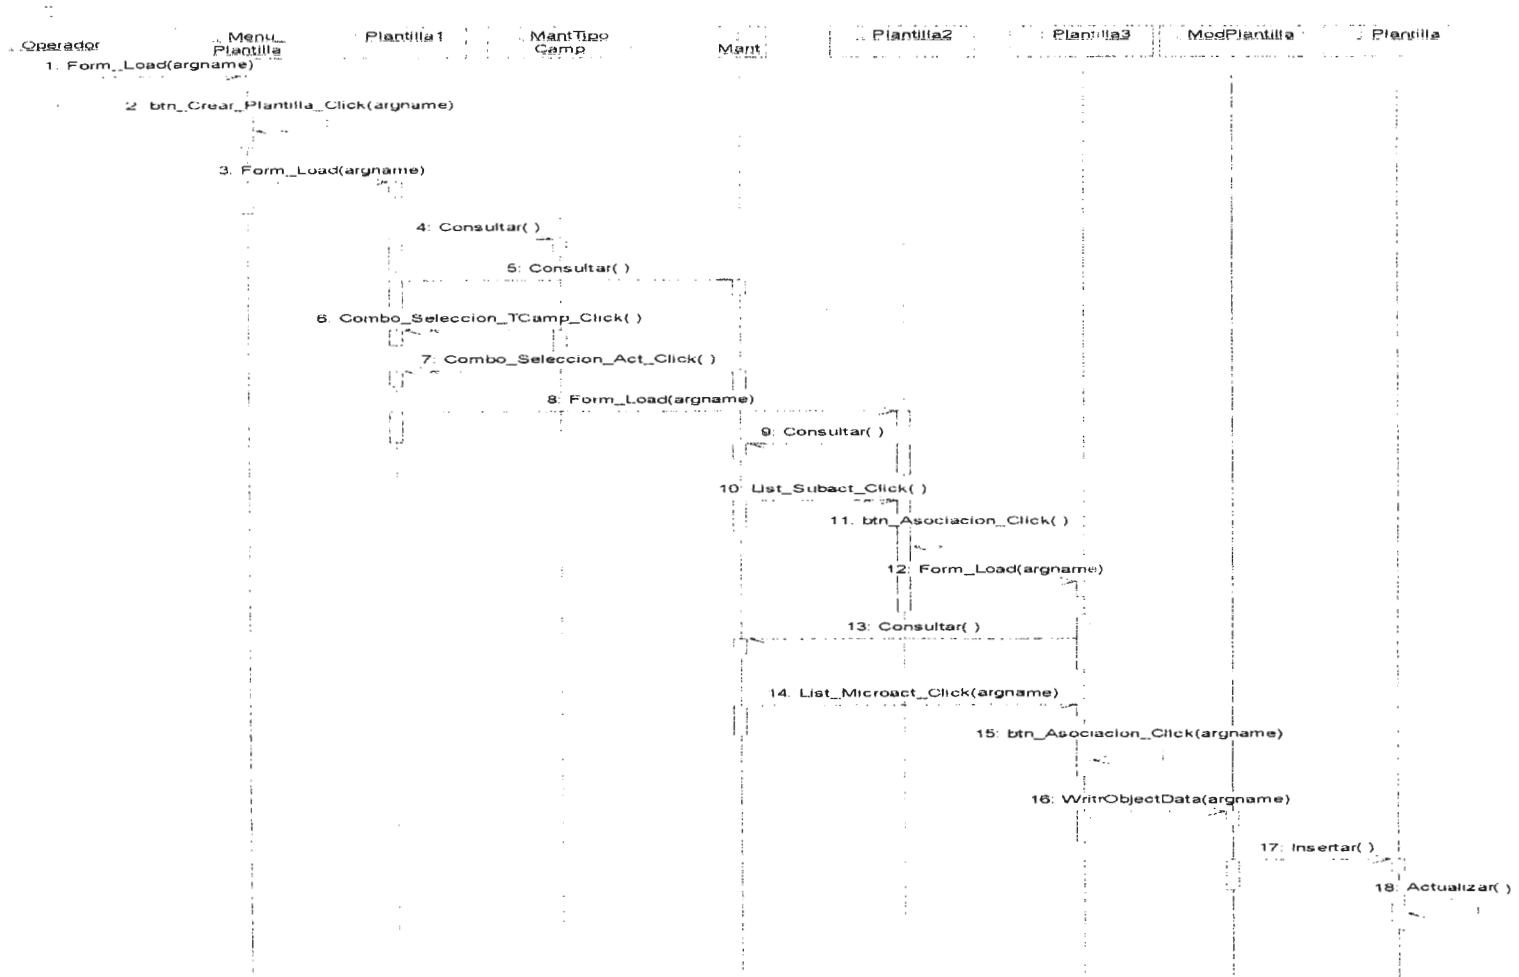 Operador
Menu_
Plantilla
Plantilla1
MantTipo
Camp
Mant
Plantilla2
Plantilla3
ModPlantilla
Plantilla
1. Form_Load(argname)
2 btn_Crear_Plantilla_Click(argname)
3. Form_Load(argname)
4: Consultar( )
5: Consultar( )
6. Combo_Seleccion_TCamp_Click( )
7: Combo_Seleccion_Act_Click( )
8: Form_Load(argname)
9: Consultar( )
10: List_Subact_Click( )
11. btn_Asociacion_Click( )
12: Form_Load(argname)
13: Consultar( )
14. List_Microact_Click(argname)
15: btn_Asociacion_Click(argname)
16: WritrObjectData(argname)
17: Insertar( )
18: Actualizar( )